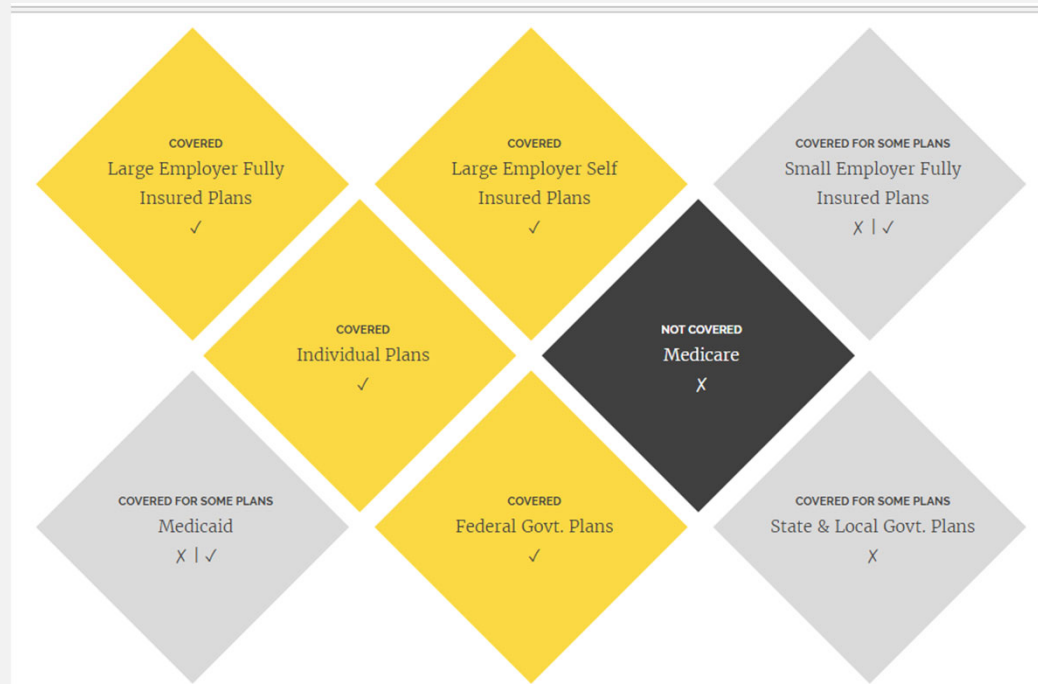 COVERED
Large Employer Fully
Insured Plans
✓
COVERED
Large Employer Self
Insured Plans
✓
COVERED FOR SOME PLANS
Small Employer Fully
Insured Plans
✗ | ✓
COVERED
Individual Plans
✓
NOT COVERED
Medicare
✗
COVERED FOR SOME PLANS
Medicaid
✗ | ✓
COVERED
Federal Govt. Plans
✓
COVERED FOR SOME PLANS
State & Local Govt. Plans
✗